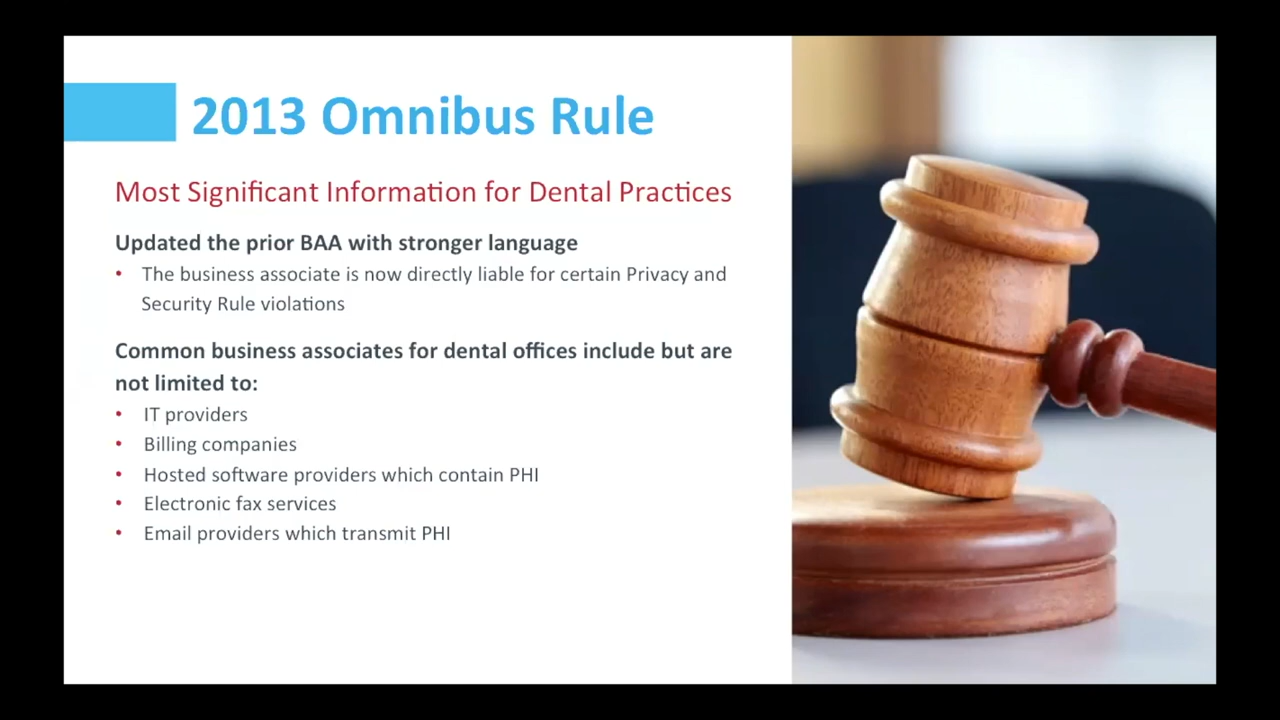 2013 Omnibus Rule
Most Significant Information for Dental Practices
Updated the prior BAA with stronger language
• The business associate is now directly liable for certain Privacy and
Security Rule violations
Common business associates for dental offices include but are
not limited to:
• IT providers
• Billing companies
• Hosted software providers which contain PHI
• Electronic fax services
• Email providers which transmit PHI